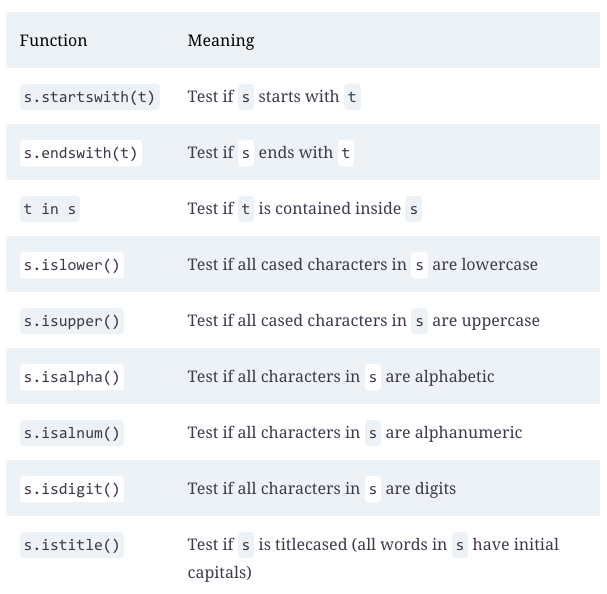 Function Meaning
s.startswith(t) Test if s starts with t
s.endswith(t) Test if s ends with t
t in s Test if t is contained inside s
s.islower() Test if all cased characters in s are lowercase
s.isupper() Test if all cased characters in s are uppercase
s.isalpha() Test if all characters in s are alphabetic
s.isalnum() Test if all characters in s are alphanumeric
s.isdigit() Test if all characters in s are digits
s.istitle() Test if s is titlecased (all words in s have initial
capitals)